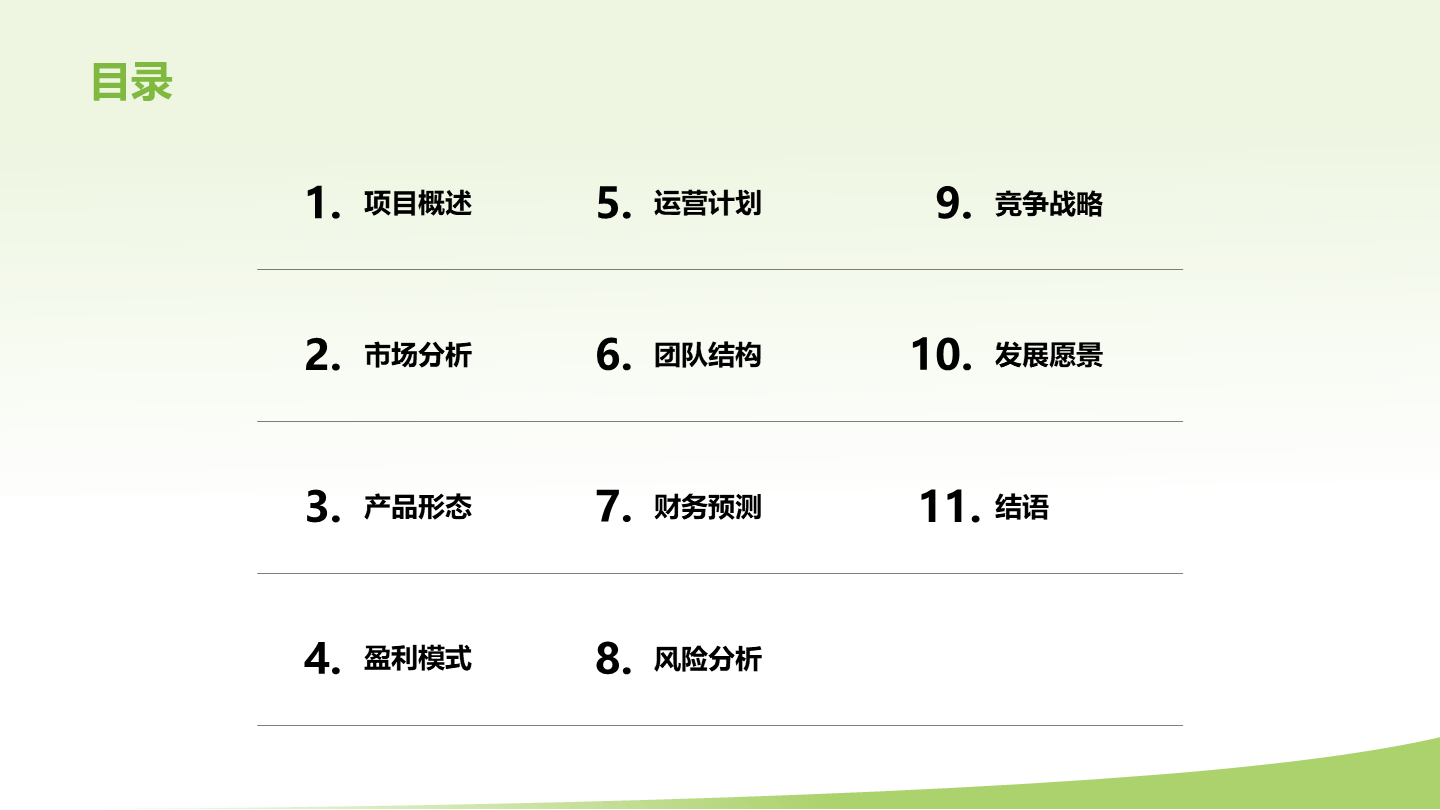 目录
1. 项目概述
2. 市场分析
3. 产品形态
4. 盈利模式
5. 运营计划
6. 团队结构
7. 财务预测
8. 风险分析
9. 竞争战略
10. 发展愿景
11. 结语